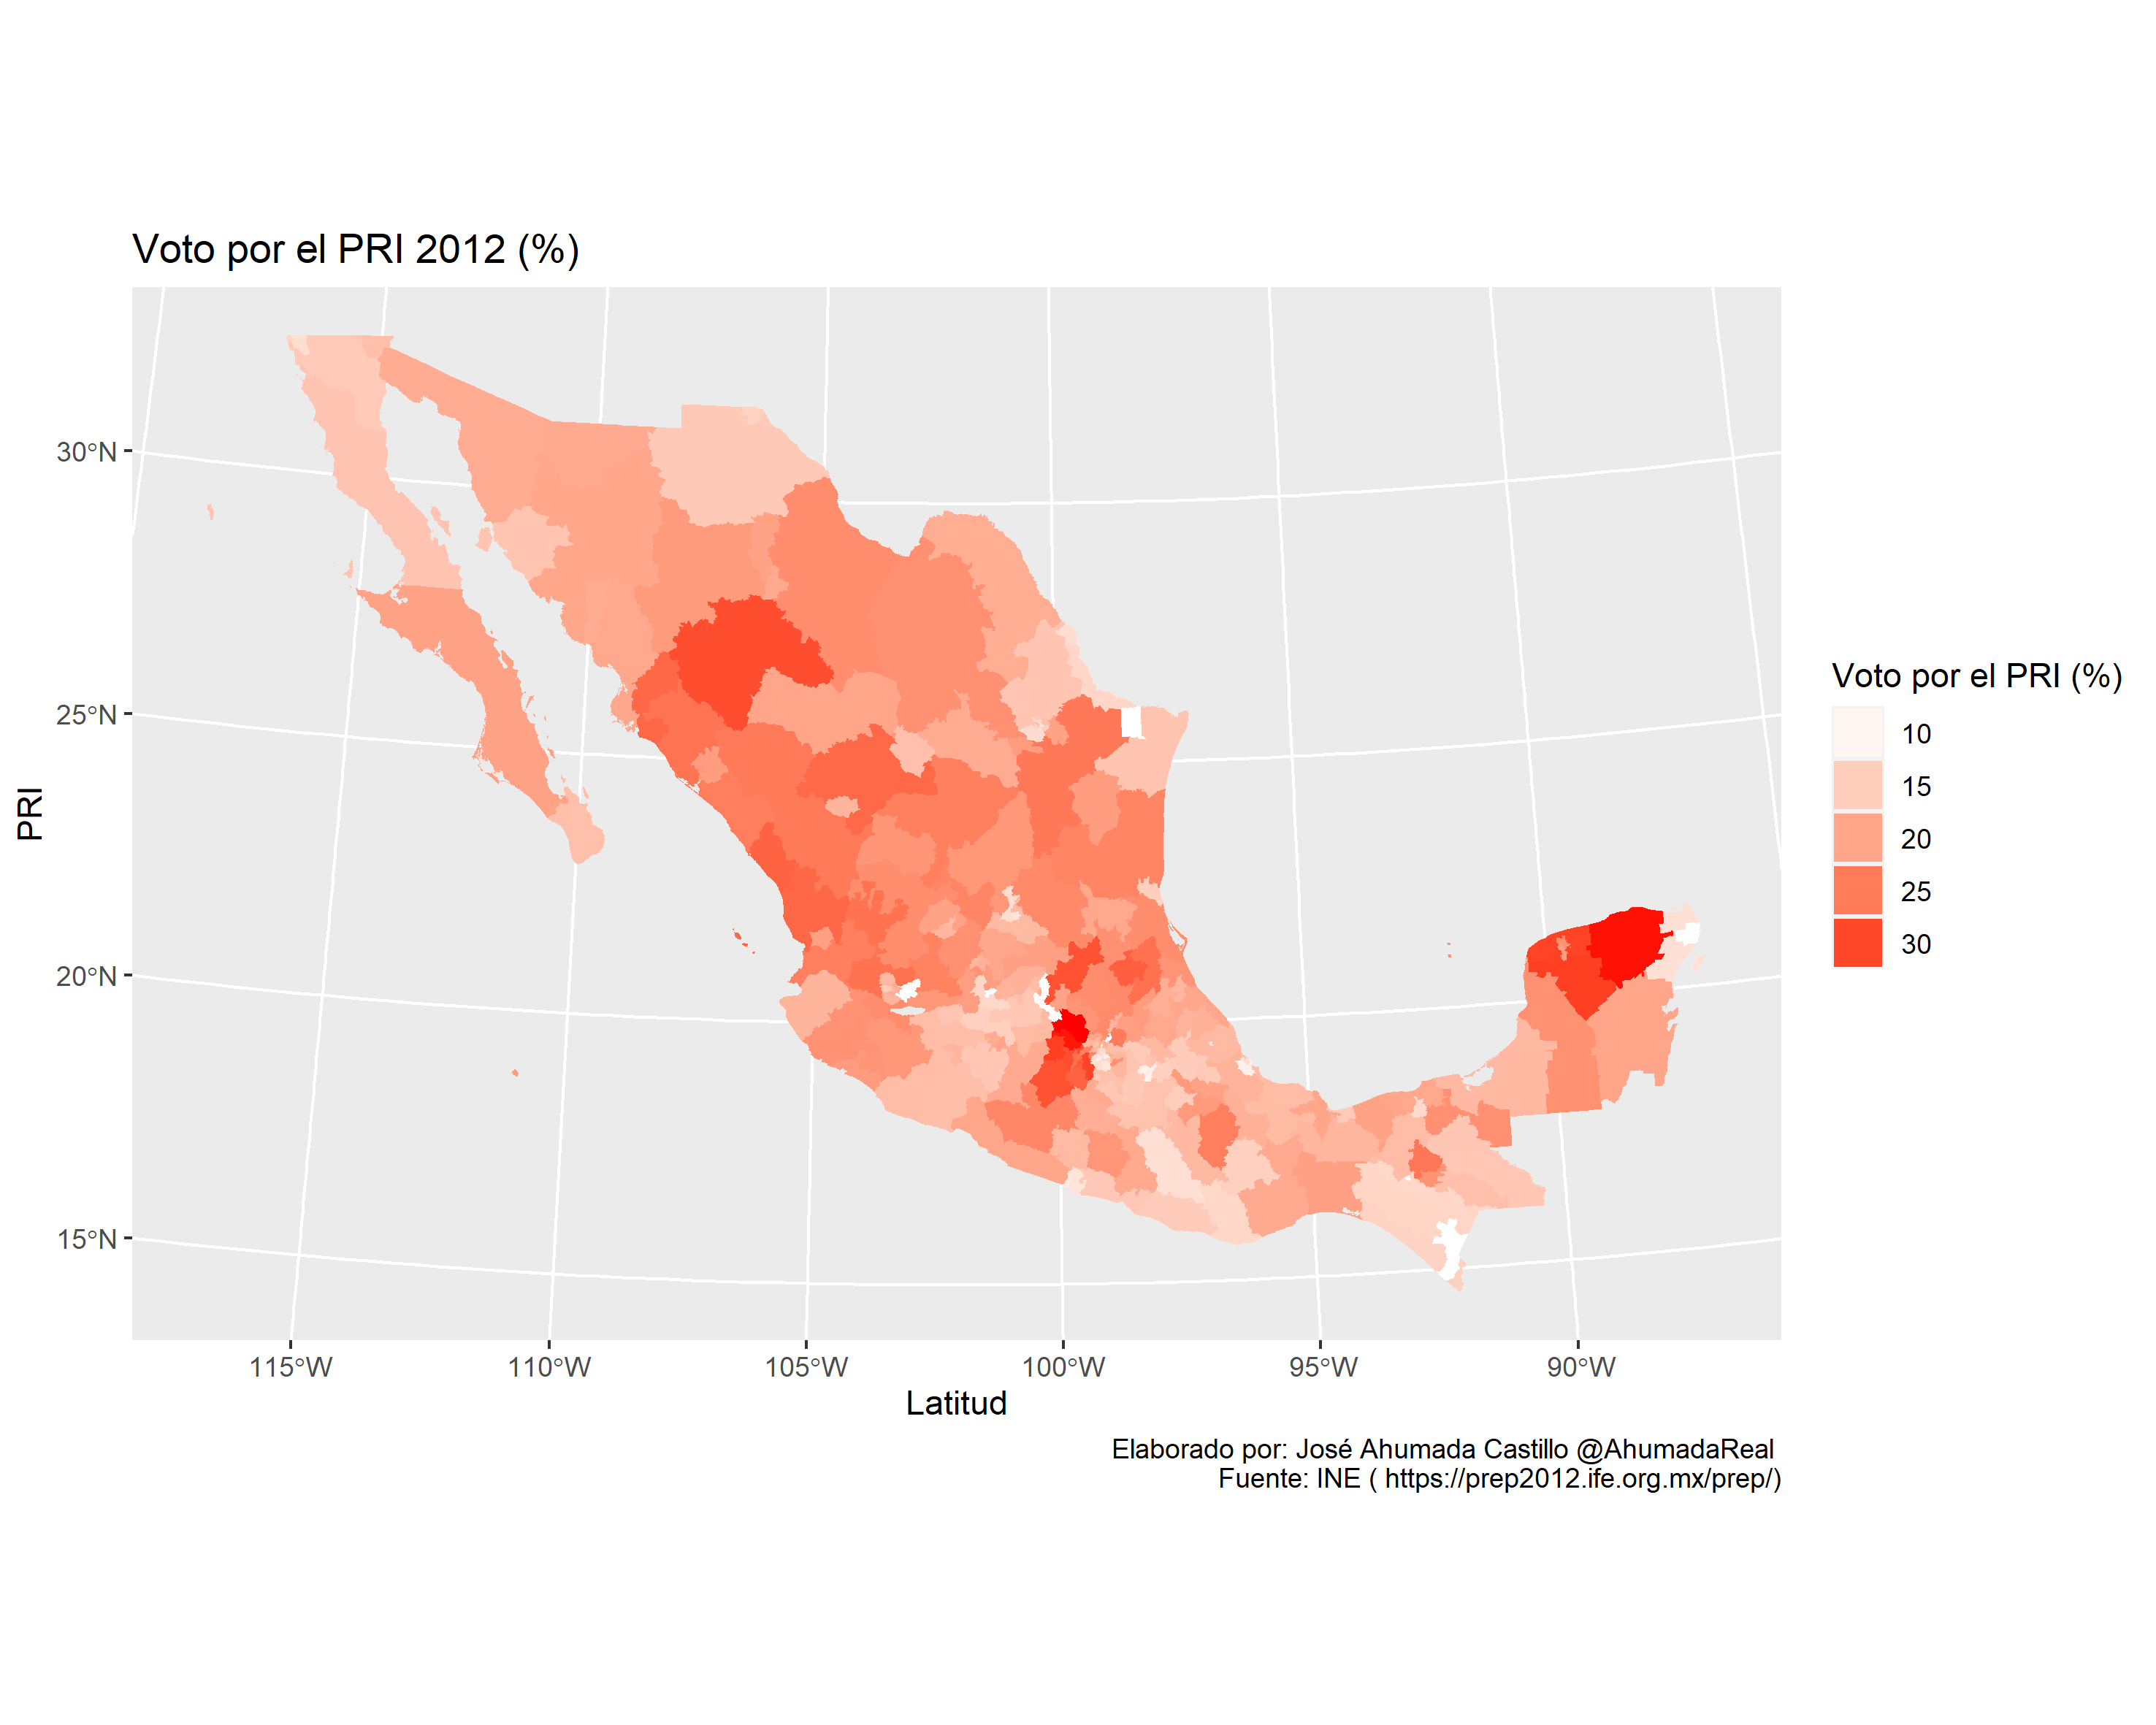 Voto por el PRI 2012 (%)
30°N
25°N
20°N
15°N
PRI
115°W
110°W
105°W
100°W
95°W
90°W
Latitud
Voto por el PRI (%)
10
15
20
25
30
Elaborado por: José Ahumada Castillo @AhumadaReal
Fuente: INE ( https://prep2012.ife.org.mx/prep/)